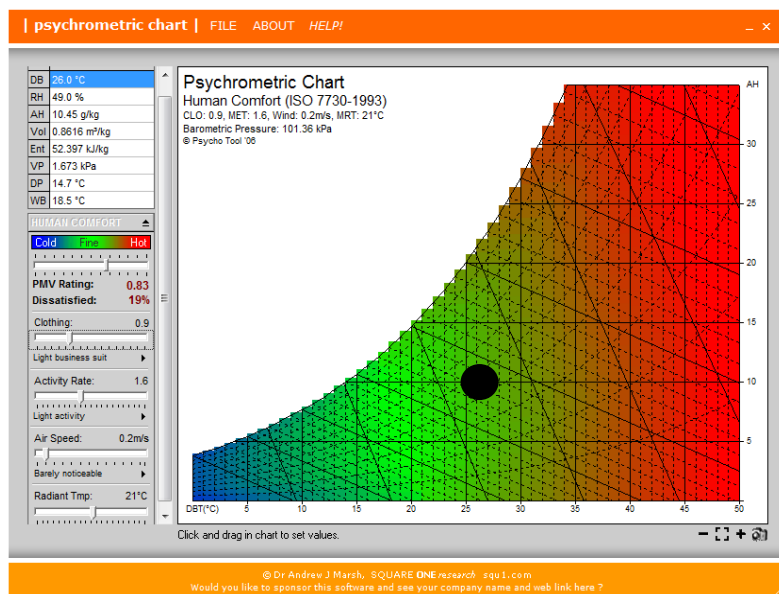 | psychrometric chart | FILE ABOUT HELP!
DB 26.0 °C
RH 49.0 %
AH 10.45 g/kg
Vol 0.8616 m³/kg
Ent 52.397 kJ/kg
VP 1.673 kPa
DP 14.7 °C
WB 18.5 °C
HUMAN COMFORT
Cold Fine Hot
PMV Rating: 0.83
Dissatisfied: 19%
Clothing: 0.9
Light business suit
Activity Rate: 1.6
Light activity
Air Speed: 0.2m/s
Barely noticeable
Radiant Tmp: 21°C
Psychrometric Chart
Human Comfort (ISO 7730-1993)
CLO: 0.9, MET: 1.6, Wind: 0.2m/s, MRT: 21°C
Barometric Pressure: 101.36 kPa
© Psycho Tool '06
AH
30
25
20
15
10
5
DBT(°C) 5 10 15 20 25 30 35 40 45 50
Click and drag in chart to set values.
© Dr Andrew J Marsh, SQUARE ONE research squ1.com
Would you like to sponsor this software and see your company name and web link here ?